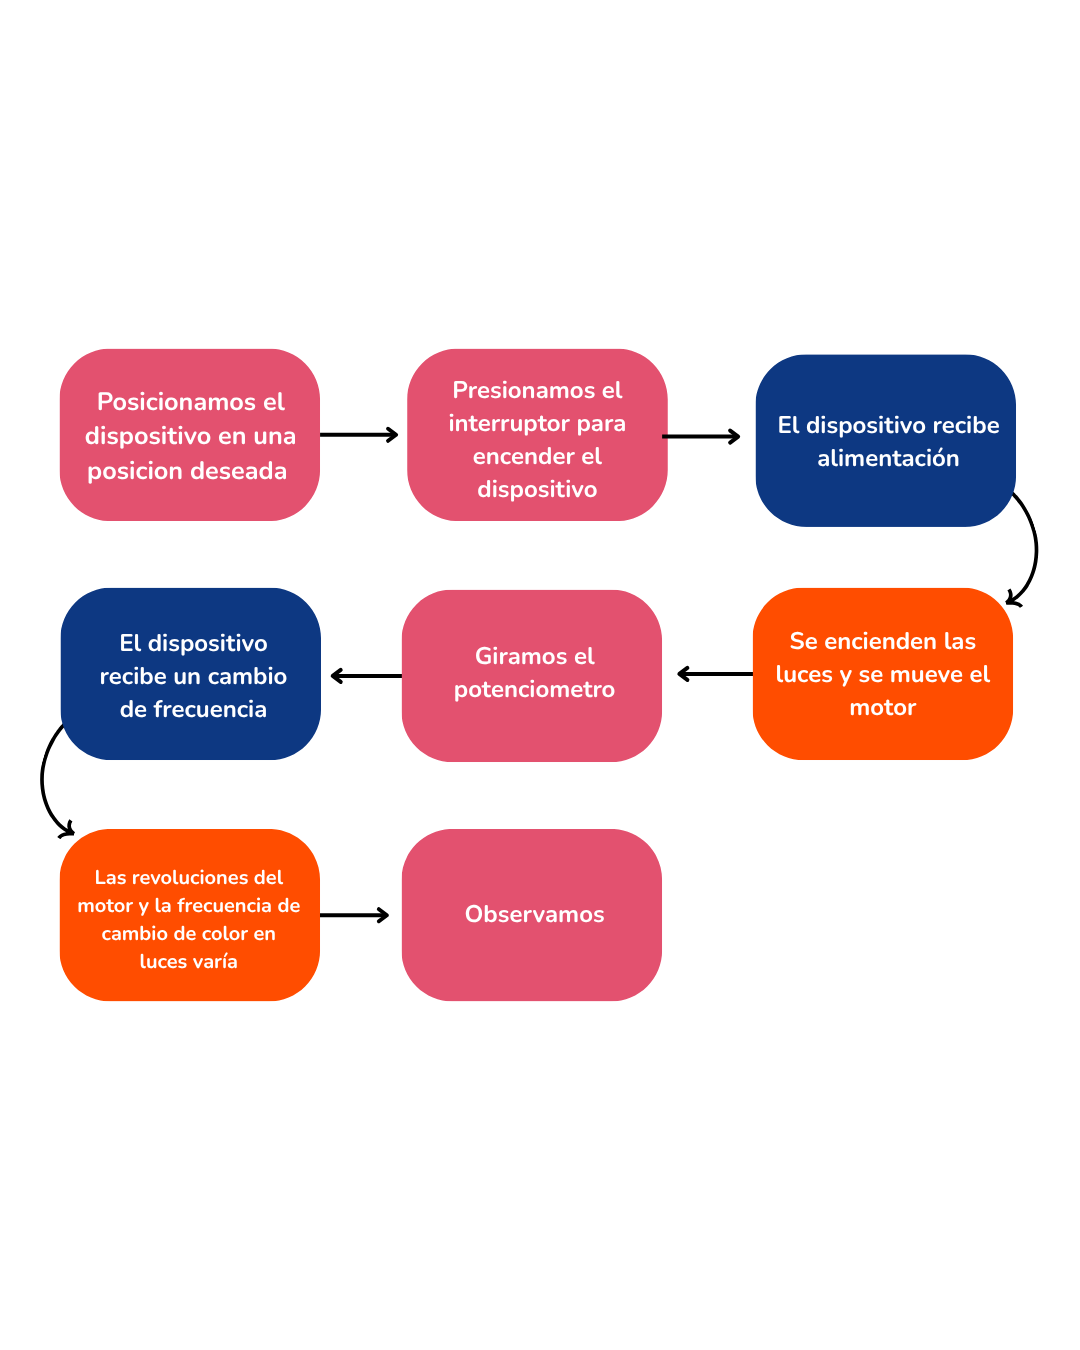 Posicionamos el
dispositivo en una
posicion deseada
Presionamos el
interruptor para
encender el
dispositivo
El dispositivo recibe
alimentación
Se encienden las
luces y se mueve el
motor
Giramos el
potenciometro
El dispositivo
recibe un cambio
de frecuencia
Las revoluciones del
motor y la frecuencia de
cambio de color en
luces varía
Observamos